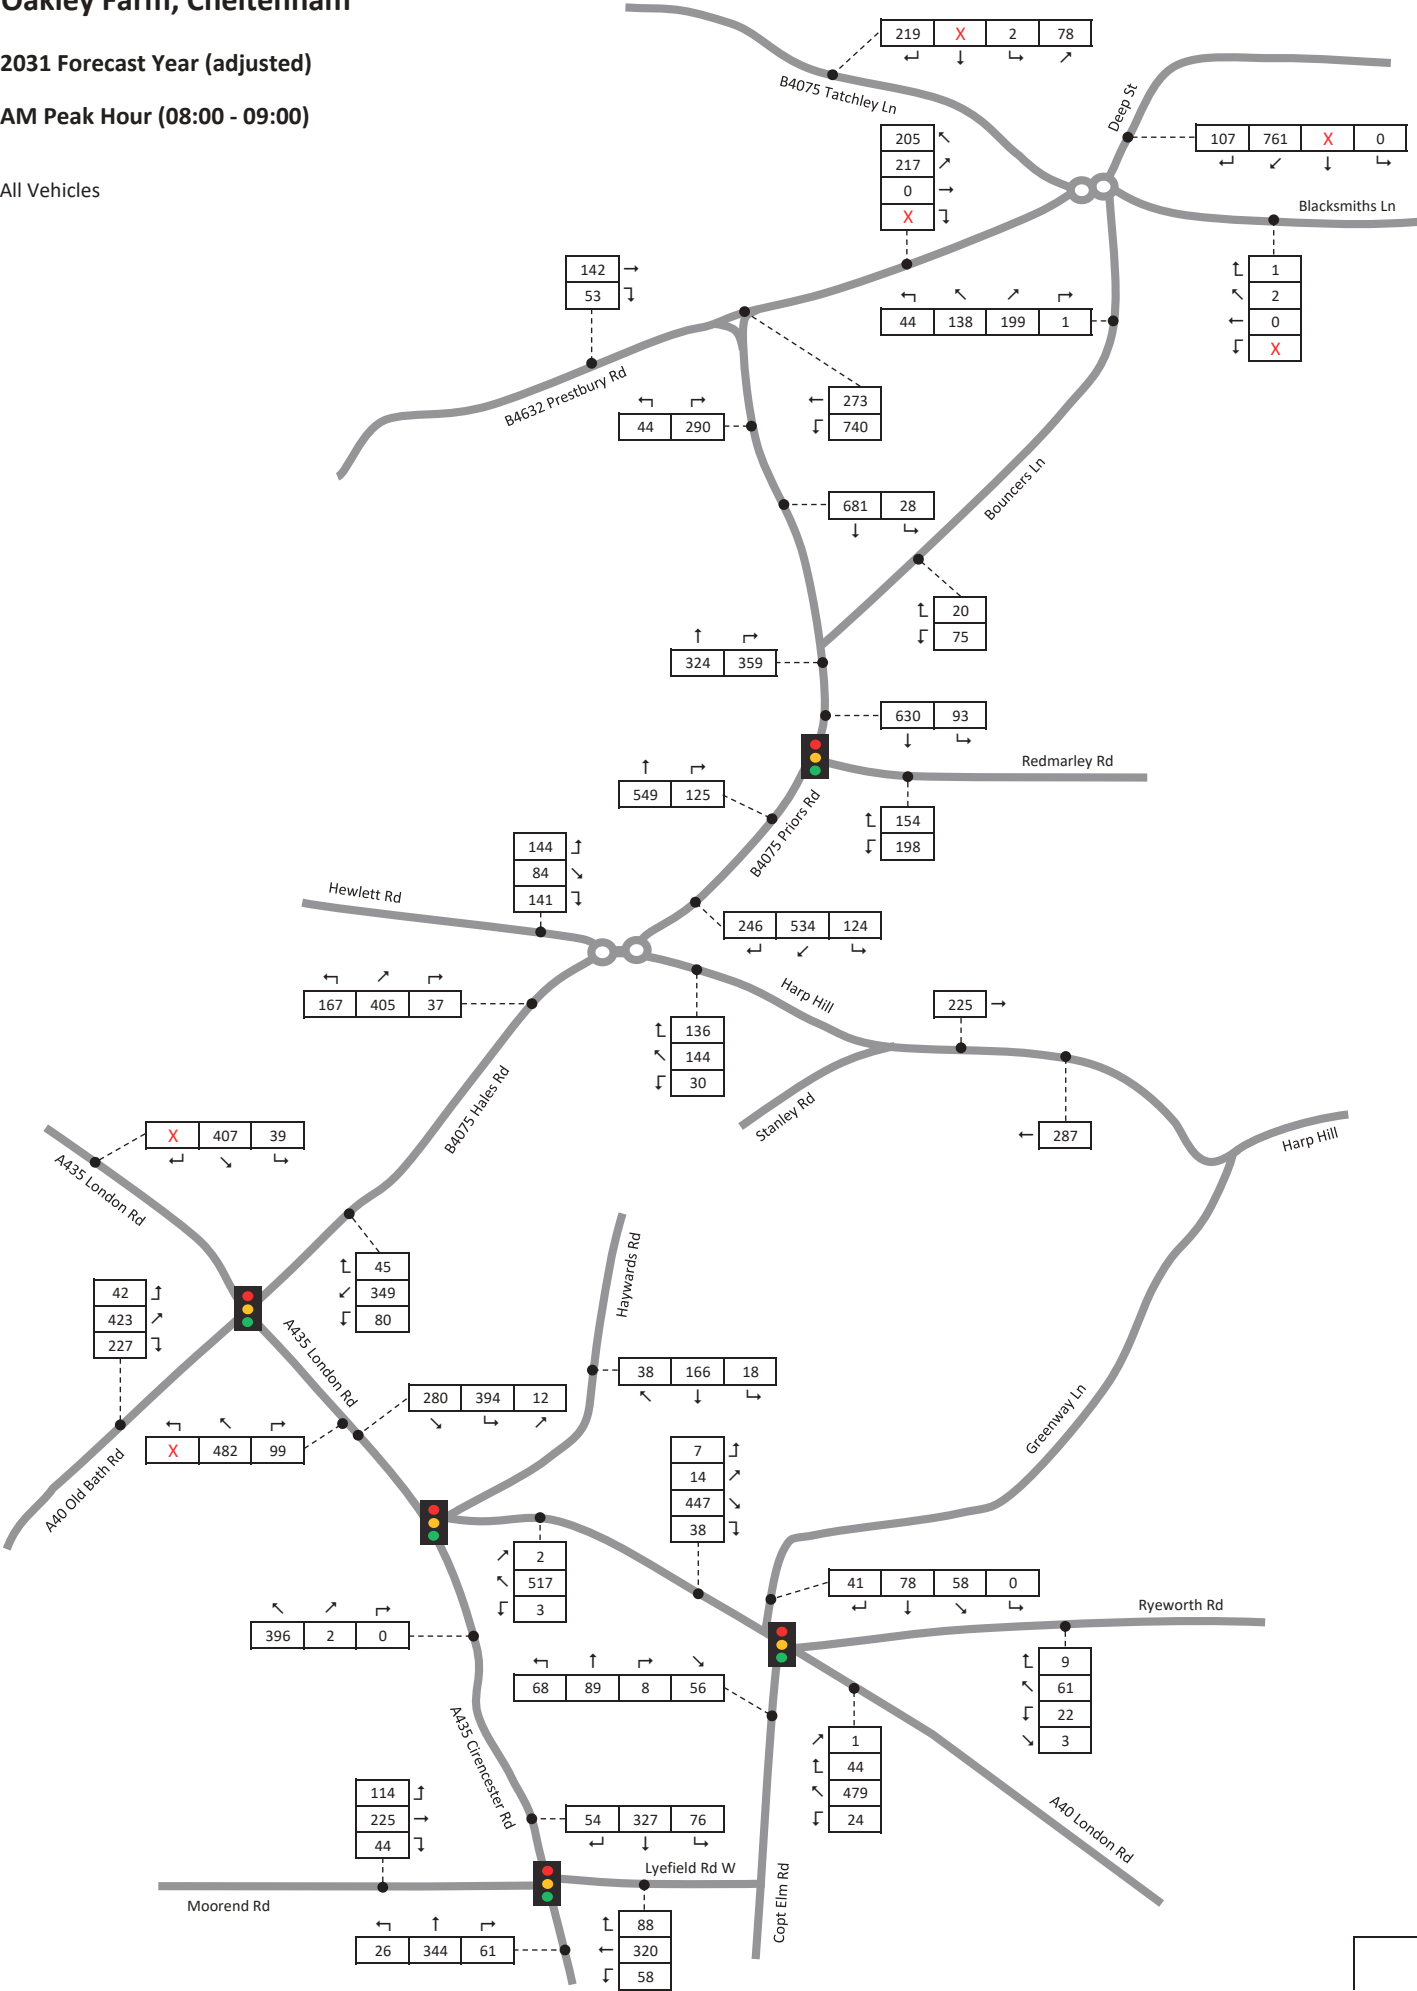 Oakley Farm, Cheltenham
2031 Forecast Year (adjusted)
AM Peak Hour (08:00 - 09:00)
All Vehicles
219 X 2 78
↵ ↓ ↳ ↗
B4075 Tatchley Ln
Deep St
107 761 X 0
↵ ↙ ↓ ↳
205 ↖
217 ↗
0 →
X ↴
Blacksmiths Ln
↑ 1
↖ 2
← 0
↓ X
142 →
53 ↴
44 138 199 1
B4632 Prestbury Rd
← 273
740
44 290
681 28
Bouncers Ln
20
75
324 359
630 93
Redmarley Rd
549 125
B4075 Priors Rd
154
198
144
84
141
Hewlett Rd
246 534 124
167 405 37
Harp Hill
225 →
136
144
30
Stanley Rd
← 287
Harp Hill
B4075 Hales Rd
X 407 39
A435 London Rd
45
349
80
Haywards Rd
42
423
227
A435 London Rd
38 166 18
280 394 12
X 482 99
A40 Old Bath Rd
7
14
447
38
Greenway Ln
2
517
3
41 78 58 0
Ryeworth Rd
396 2 0
68 89 8 56
9
61
22
3
A435 Cirencester Rd
1
44
479
24
114
225
44
54 327 76
A40 London Rd
Lyefield Rd W
Moorend Rd
Copt Elm Rd
88
320
58
26 344 61